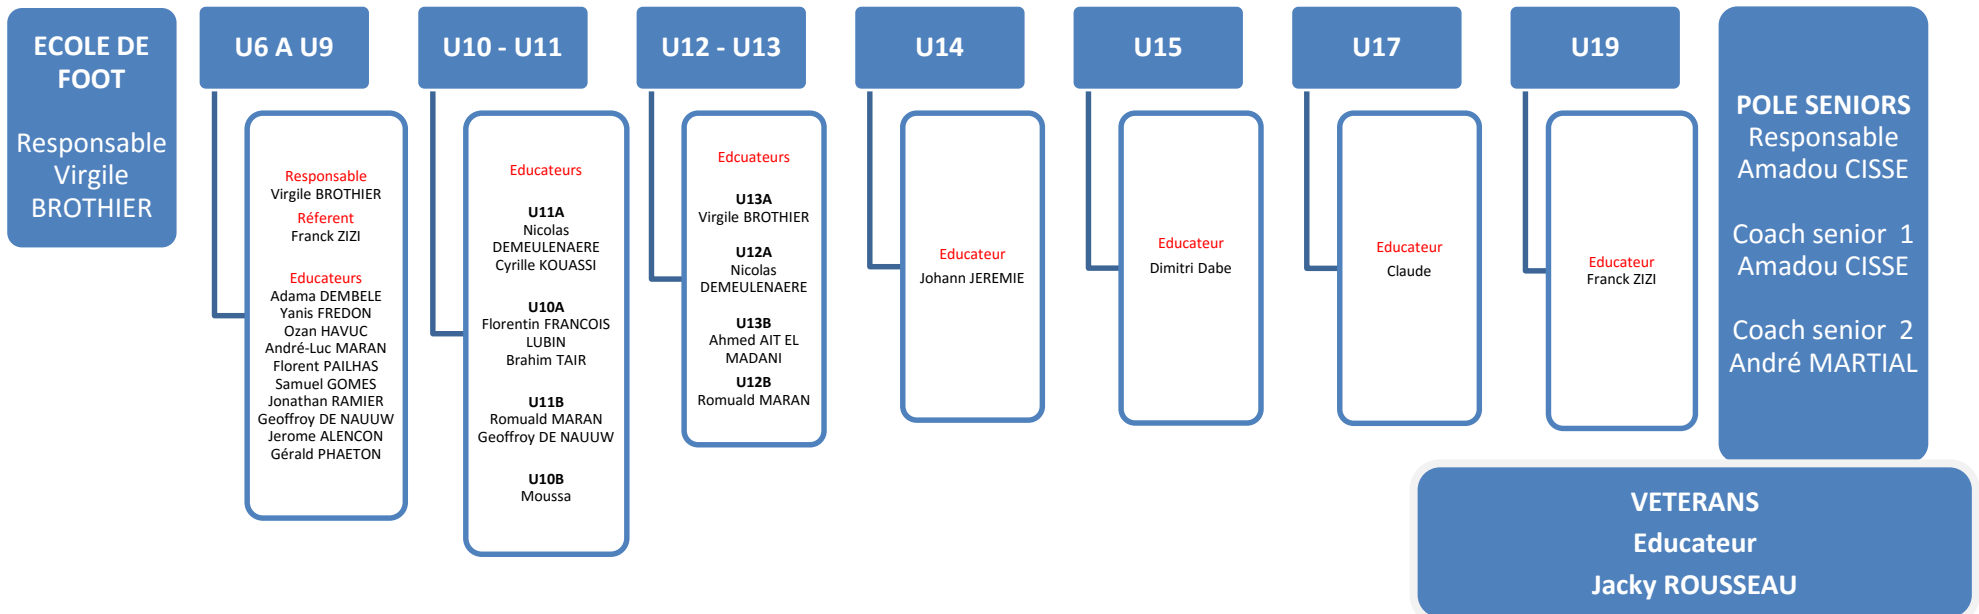 ECOLE DE
FOOT
Responsable
Virgile
BROTHIER
U6 A U9
Responsable
Virgile BROTHIER
Réferent
Franck ZIZI
Educateurs
Adama DEMBELE
Yanis FREDON
Ozan HAVUC
André-Luc MARAN
Florent PAILHAS
Samuel GOMES
Jonathan RAMIER
Geoffroy DE NAUUW
Jerome ALENCON
Gérald PHAETON
U10 - U11
Educateurs
U11A
Nicolas
DEMEULENAERE
Cyrille KOUASSI
U10A
Florentin FRANCOIS
LUBIN
Brahim TAIR
U11B
Romuald MARAN
Geoffroy DE NAUUW
U10B
Moussa
U12 - U13
Edcuateurs
U13A
Virgile BROTHIER
U12A
Nicolas
DEMEULENAERE
U13B
Ahmed AIT EL
MADANI
U12B
Romuald MARAN
U14
Educateur
Johann JEREMIE
U15
Educateur
Dimitri Dabe
U17
Educateur
Claude
U19
Educateur
Franck ZIZI
POLE SENIORS
Responsable
Amadou CISSE
Coach senior 1
Amadou CISSE
Coach senior 2
André MARTIAL
VETERANS
Educateur
Jacky ROUSSEAU